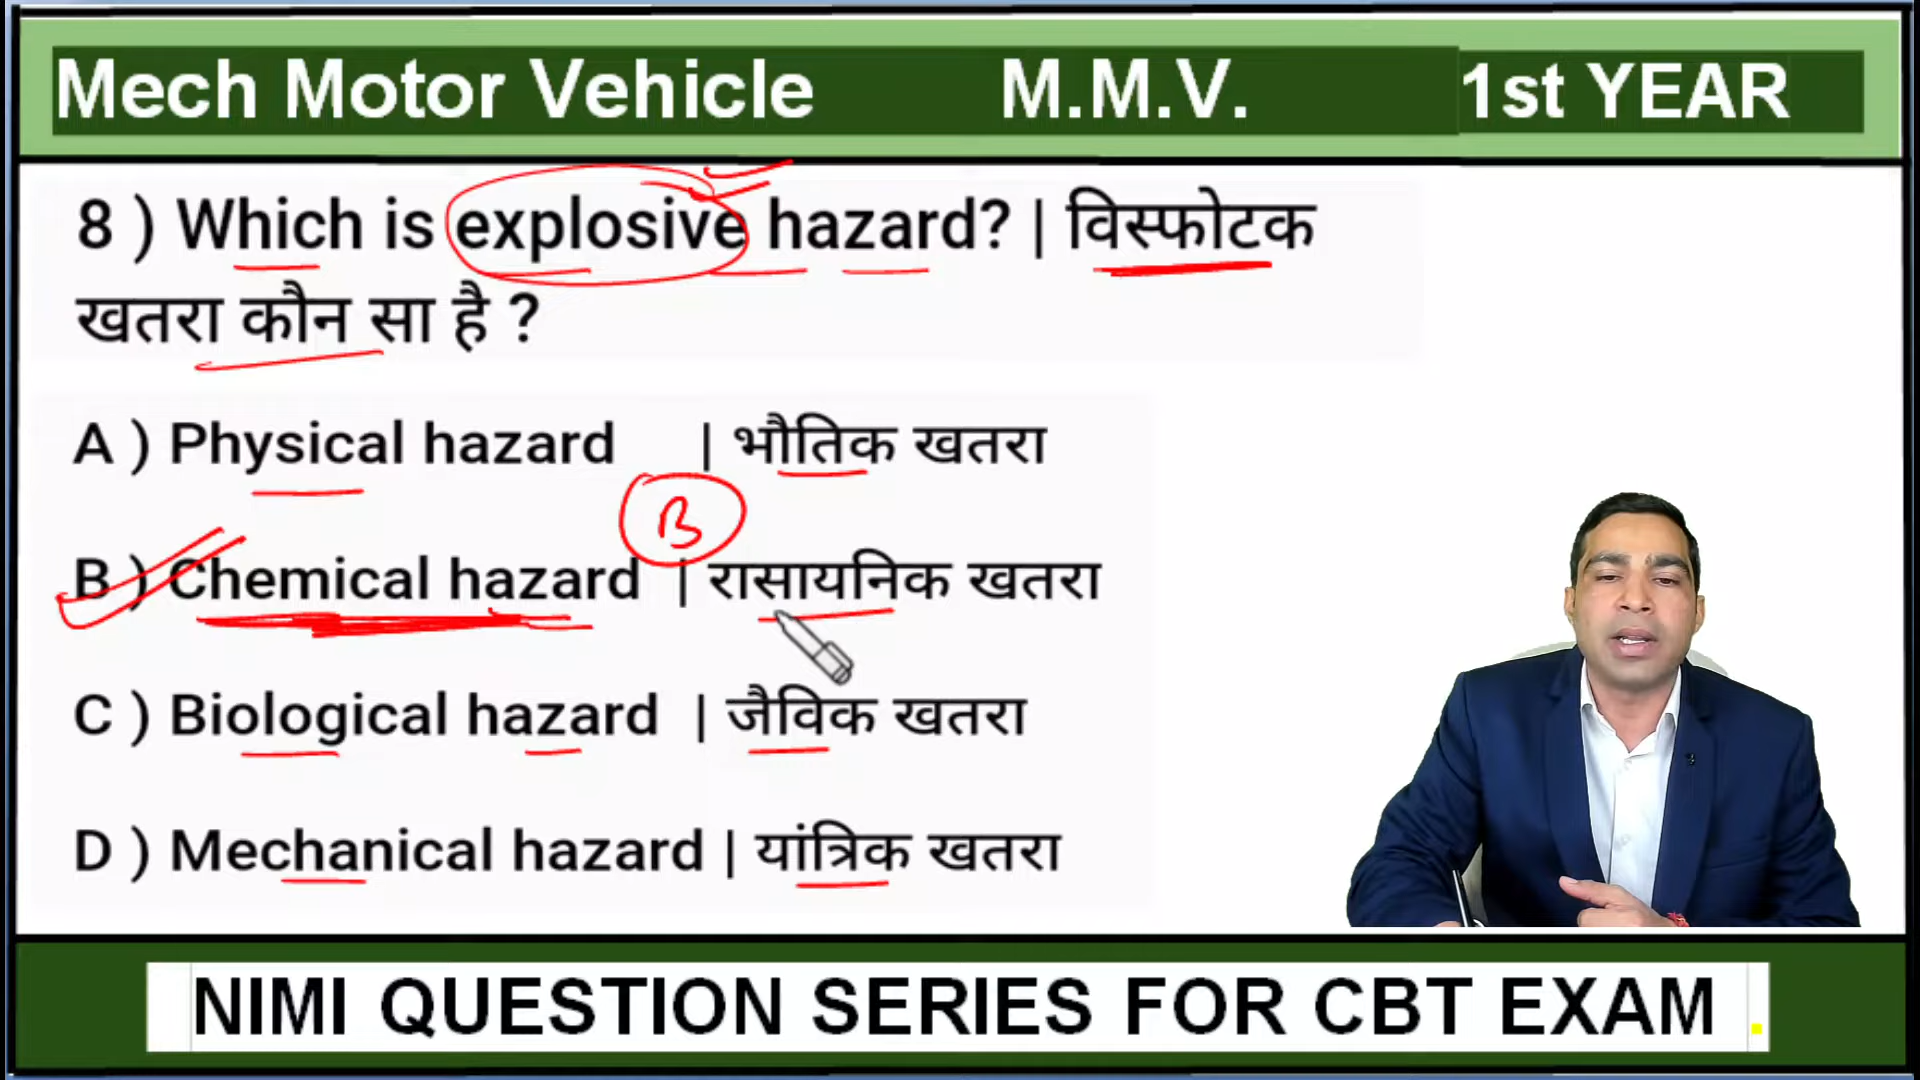 Mech Motor Vehicle M.M.V. 1st YEAR
8 ) Which is explosive hazard? | विस्फोटक
खतरा कौन सा है ?
A ) Physical hazard | भौतिक खतरा
B
B ) Chemical hazard | रासायनिक खतरा
C ) Biological hazard | जैविक खतरा
D ) Mechanical hazard | यांत्रिक खतरा
NIMI QUESTION SERIES FOR CBT EXAM .